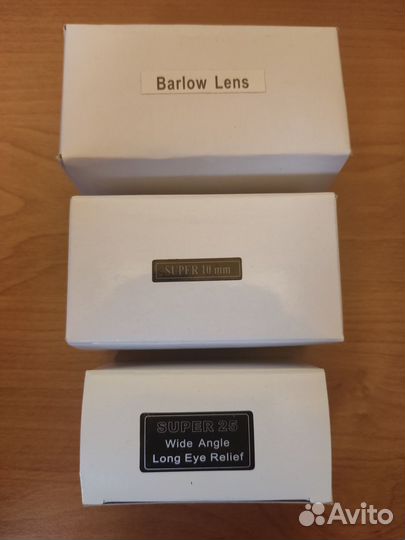 Barlow Lens
SUPER 10 mm
SUPER 25
Wide Angle
Long Eye Relief
Avito